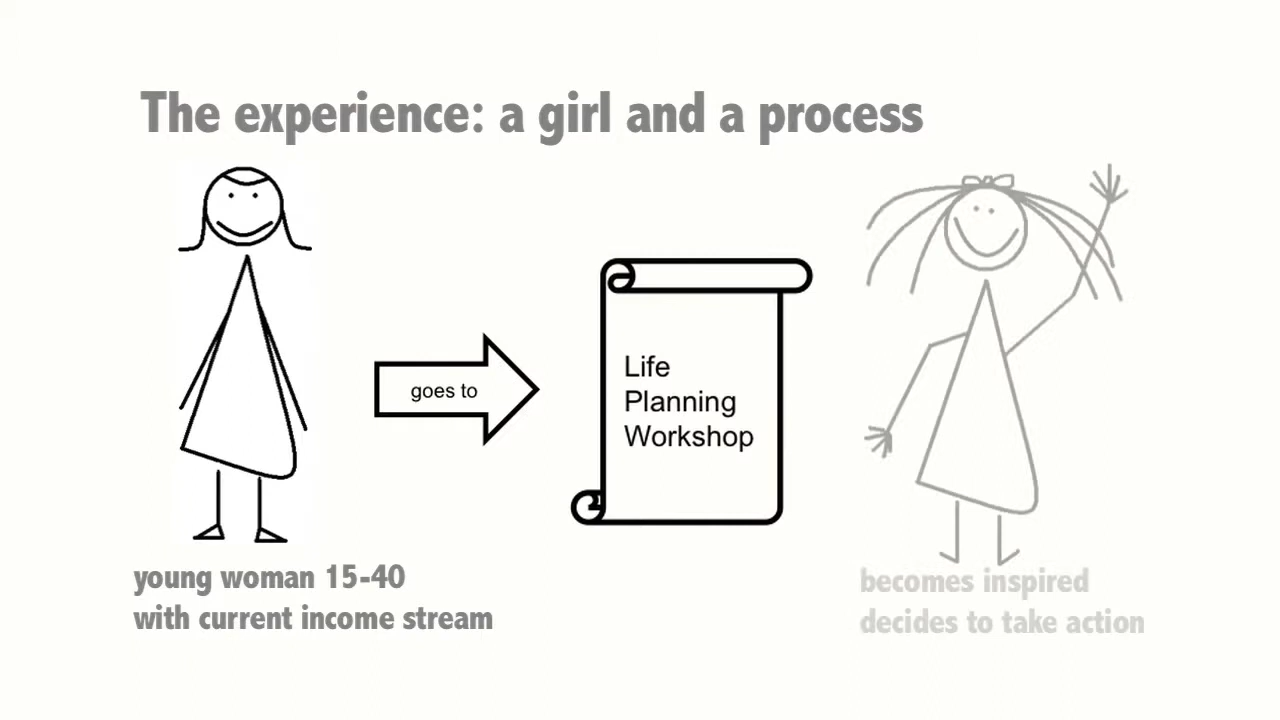 The experience: a girl and a process
goes to
Life
Planning
Workshop
young woman 15-40
with current income stream
becomes inspired
decides to take action